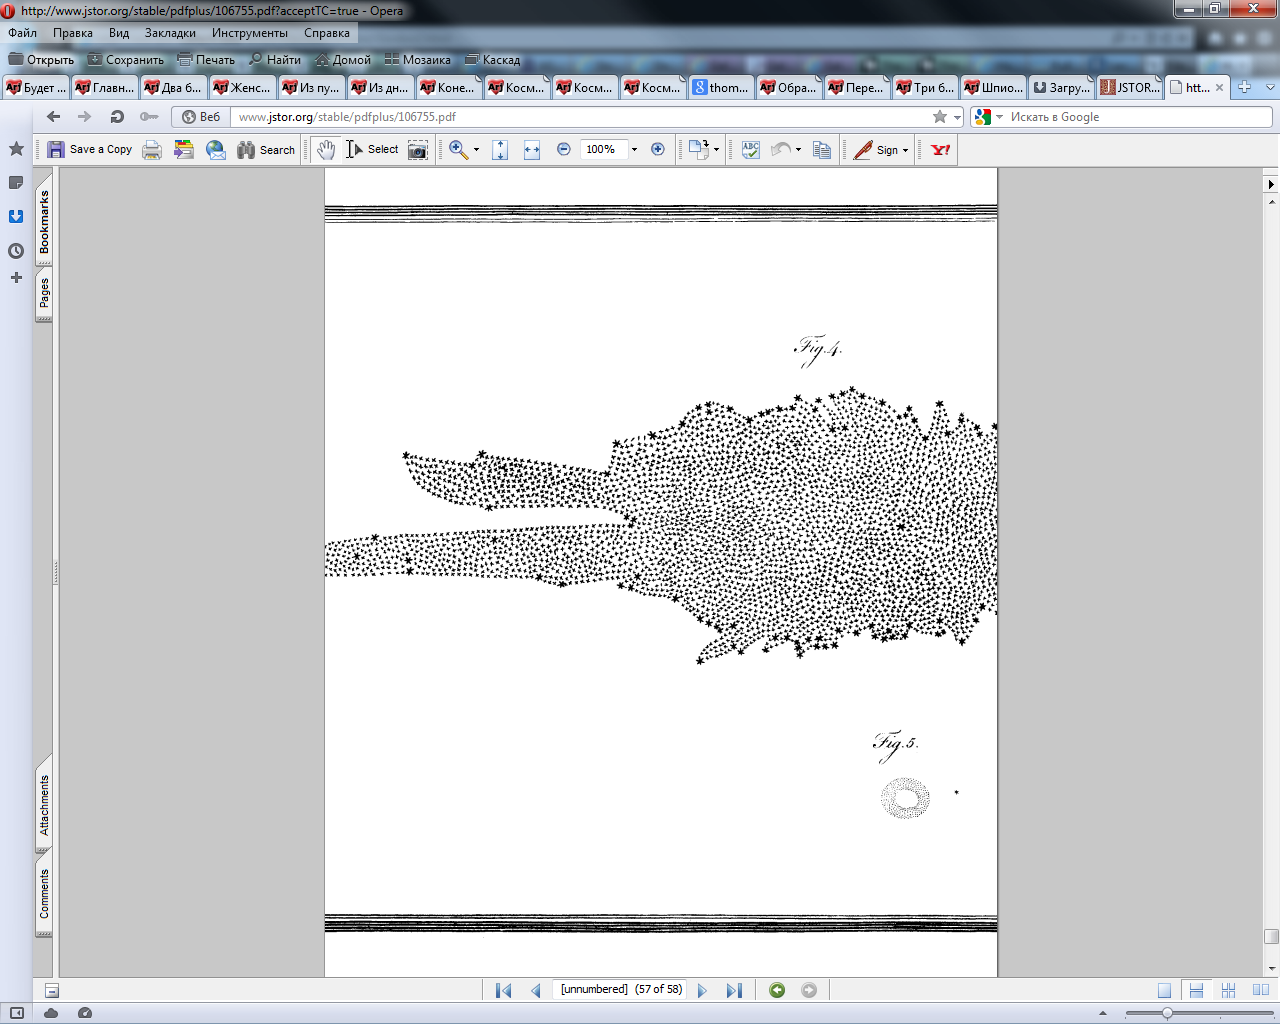 http://www.jstor.org/stable/pdfplus/106755.pdf?acceptTC=true - Opera
Файл Правка Вид Закладки Инструменты Справка
Открыть Сохранить Печать Найти Домой Мозаика Каскад
Будет ... Главн... Два б... Женс... Из пу... Из дн... Коне... Косм... Косм... Косм... thom... Обра... Пере... Три б... Шпио... Загру... JSTOR... htt...
Веб www.jstor.org/stable/pdfplus/106755.pdf Искать в Google
Save a Copy Search Select 100% Sign Y!
Bookmarks
Pages
Fig. 4.
Fig. 5.
Attachments
Comments
[unnumbered] (57 of 58)